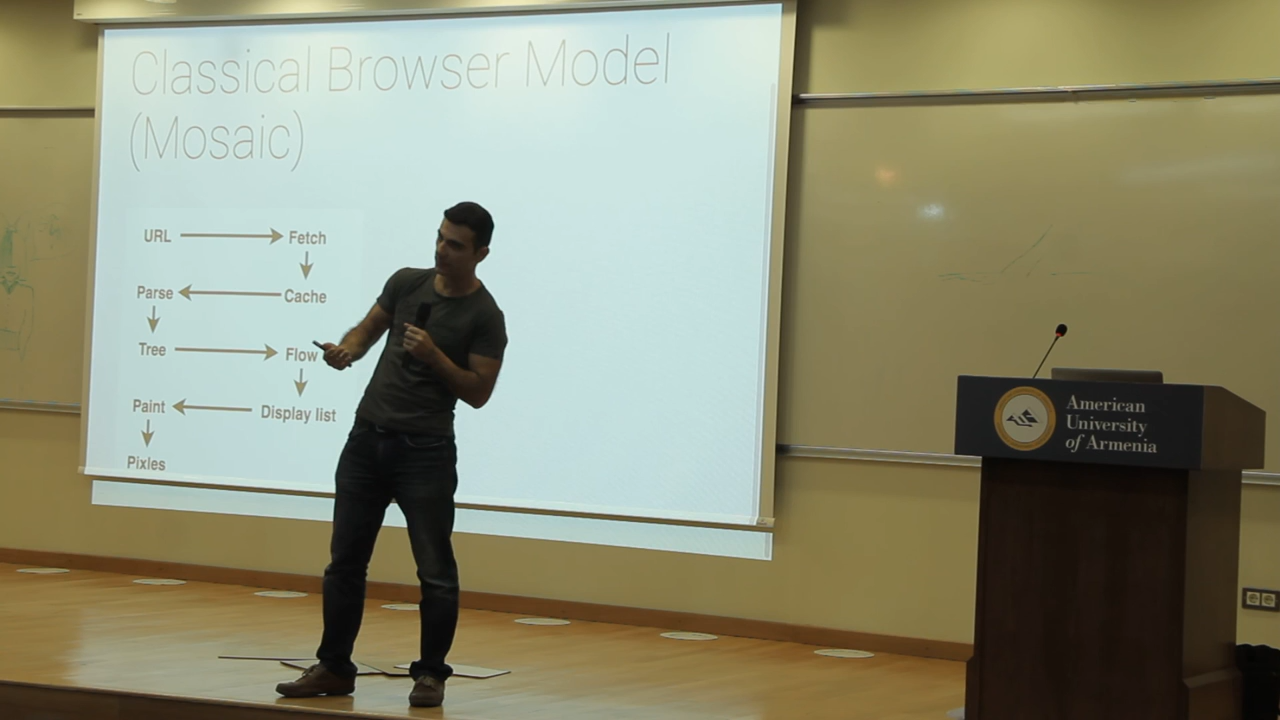 Classical Browser Model
(Mosaic)
URL Fetch
Parse Cache
Tree Flow
Paint Display list
Pixles
American
University
of Armenia